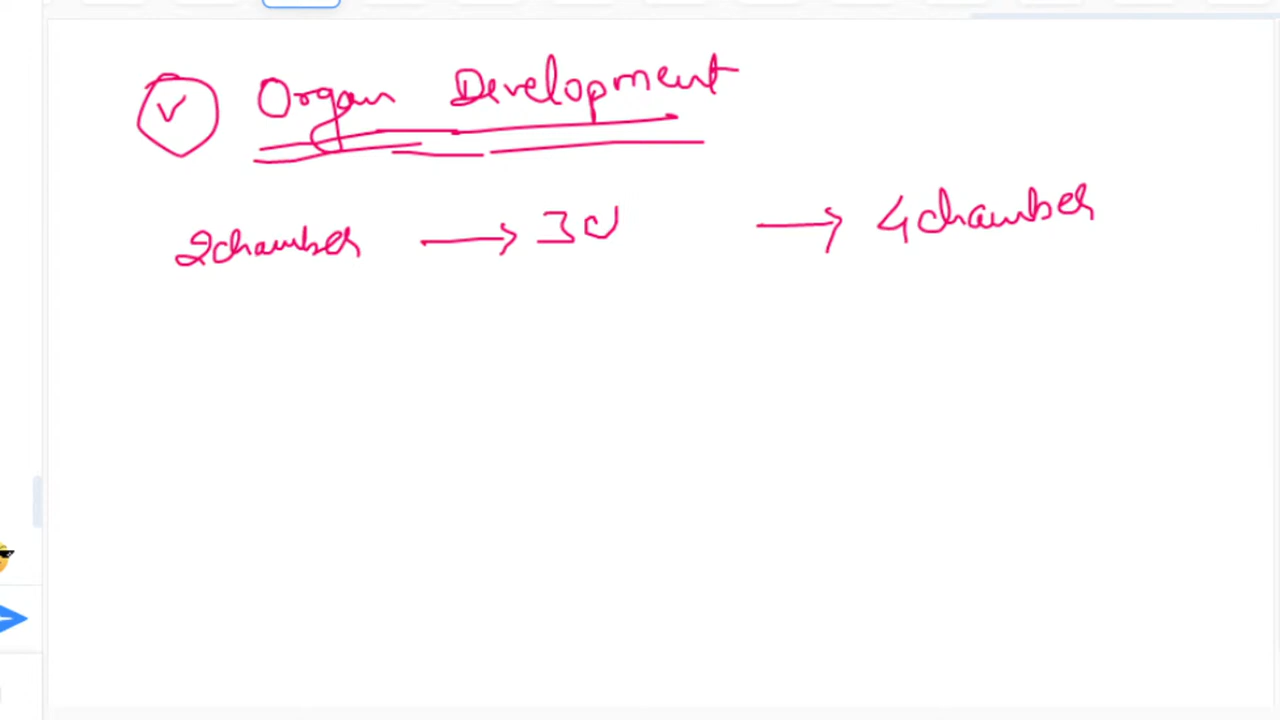 V Organ Development
2chamber → 3c → 4chamber